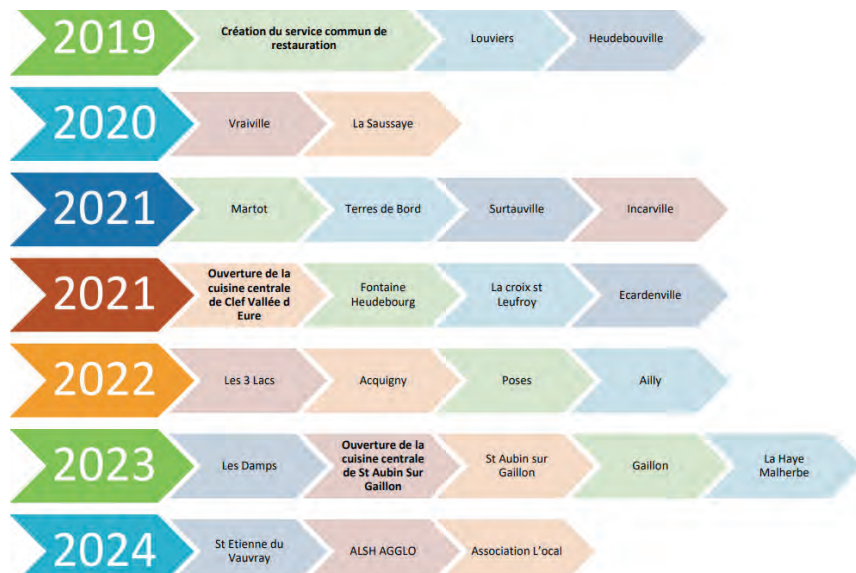 2019
Création du service commun de
restauration
Louviers
Heudebouville
2020
Vraiville
La Saussaye
2021
Martot
Terres de Bord
Surtauville
Incarville
2021
Ouverture de la
cuisine centrale
de Clef Vallée d
Eure
Fontaine
Heudebourg
La croix st
Leufroy
Ecardenville
2022
Les 3 Lacs
Acquigny
Poses
Ailly
2023
Les Damps
Ouverture de la
cuisine centrale
de St Aubin Sur
Gaillon
St Aubin sur
Gaillon
Gaillon
La Haye
Malherbe
2024
St Etienne du
Vauvray
ALSH AGGLO
Association L'ocal